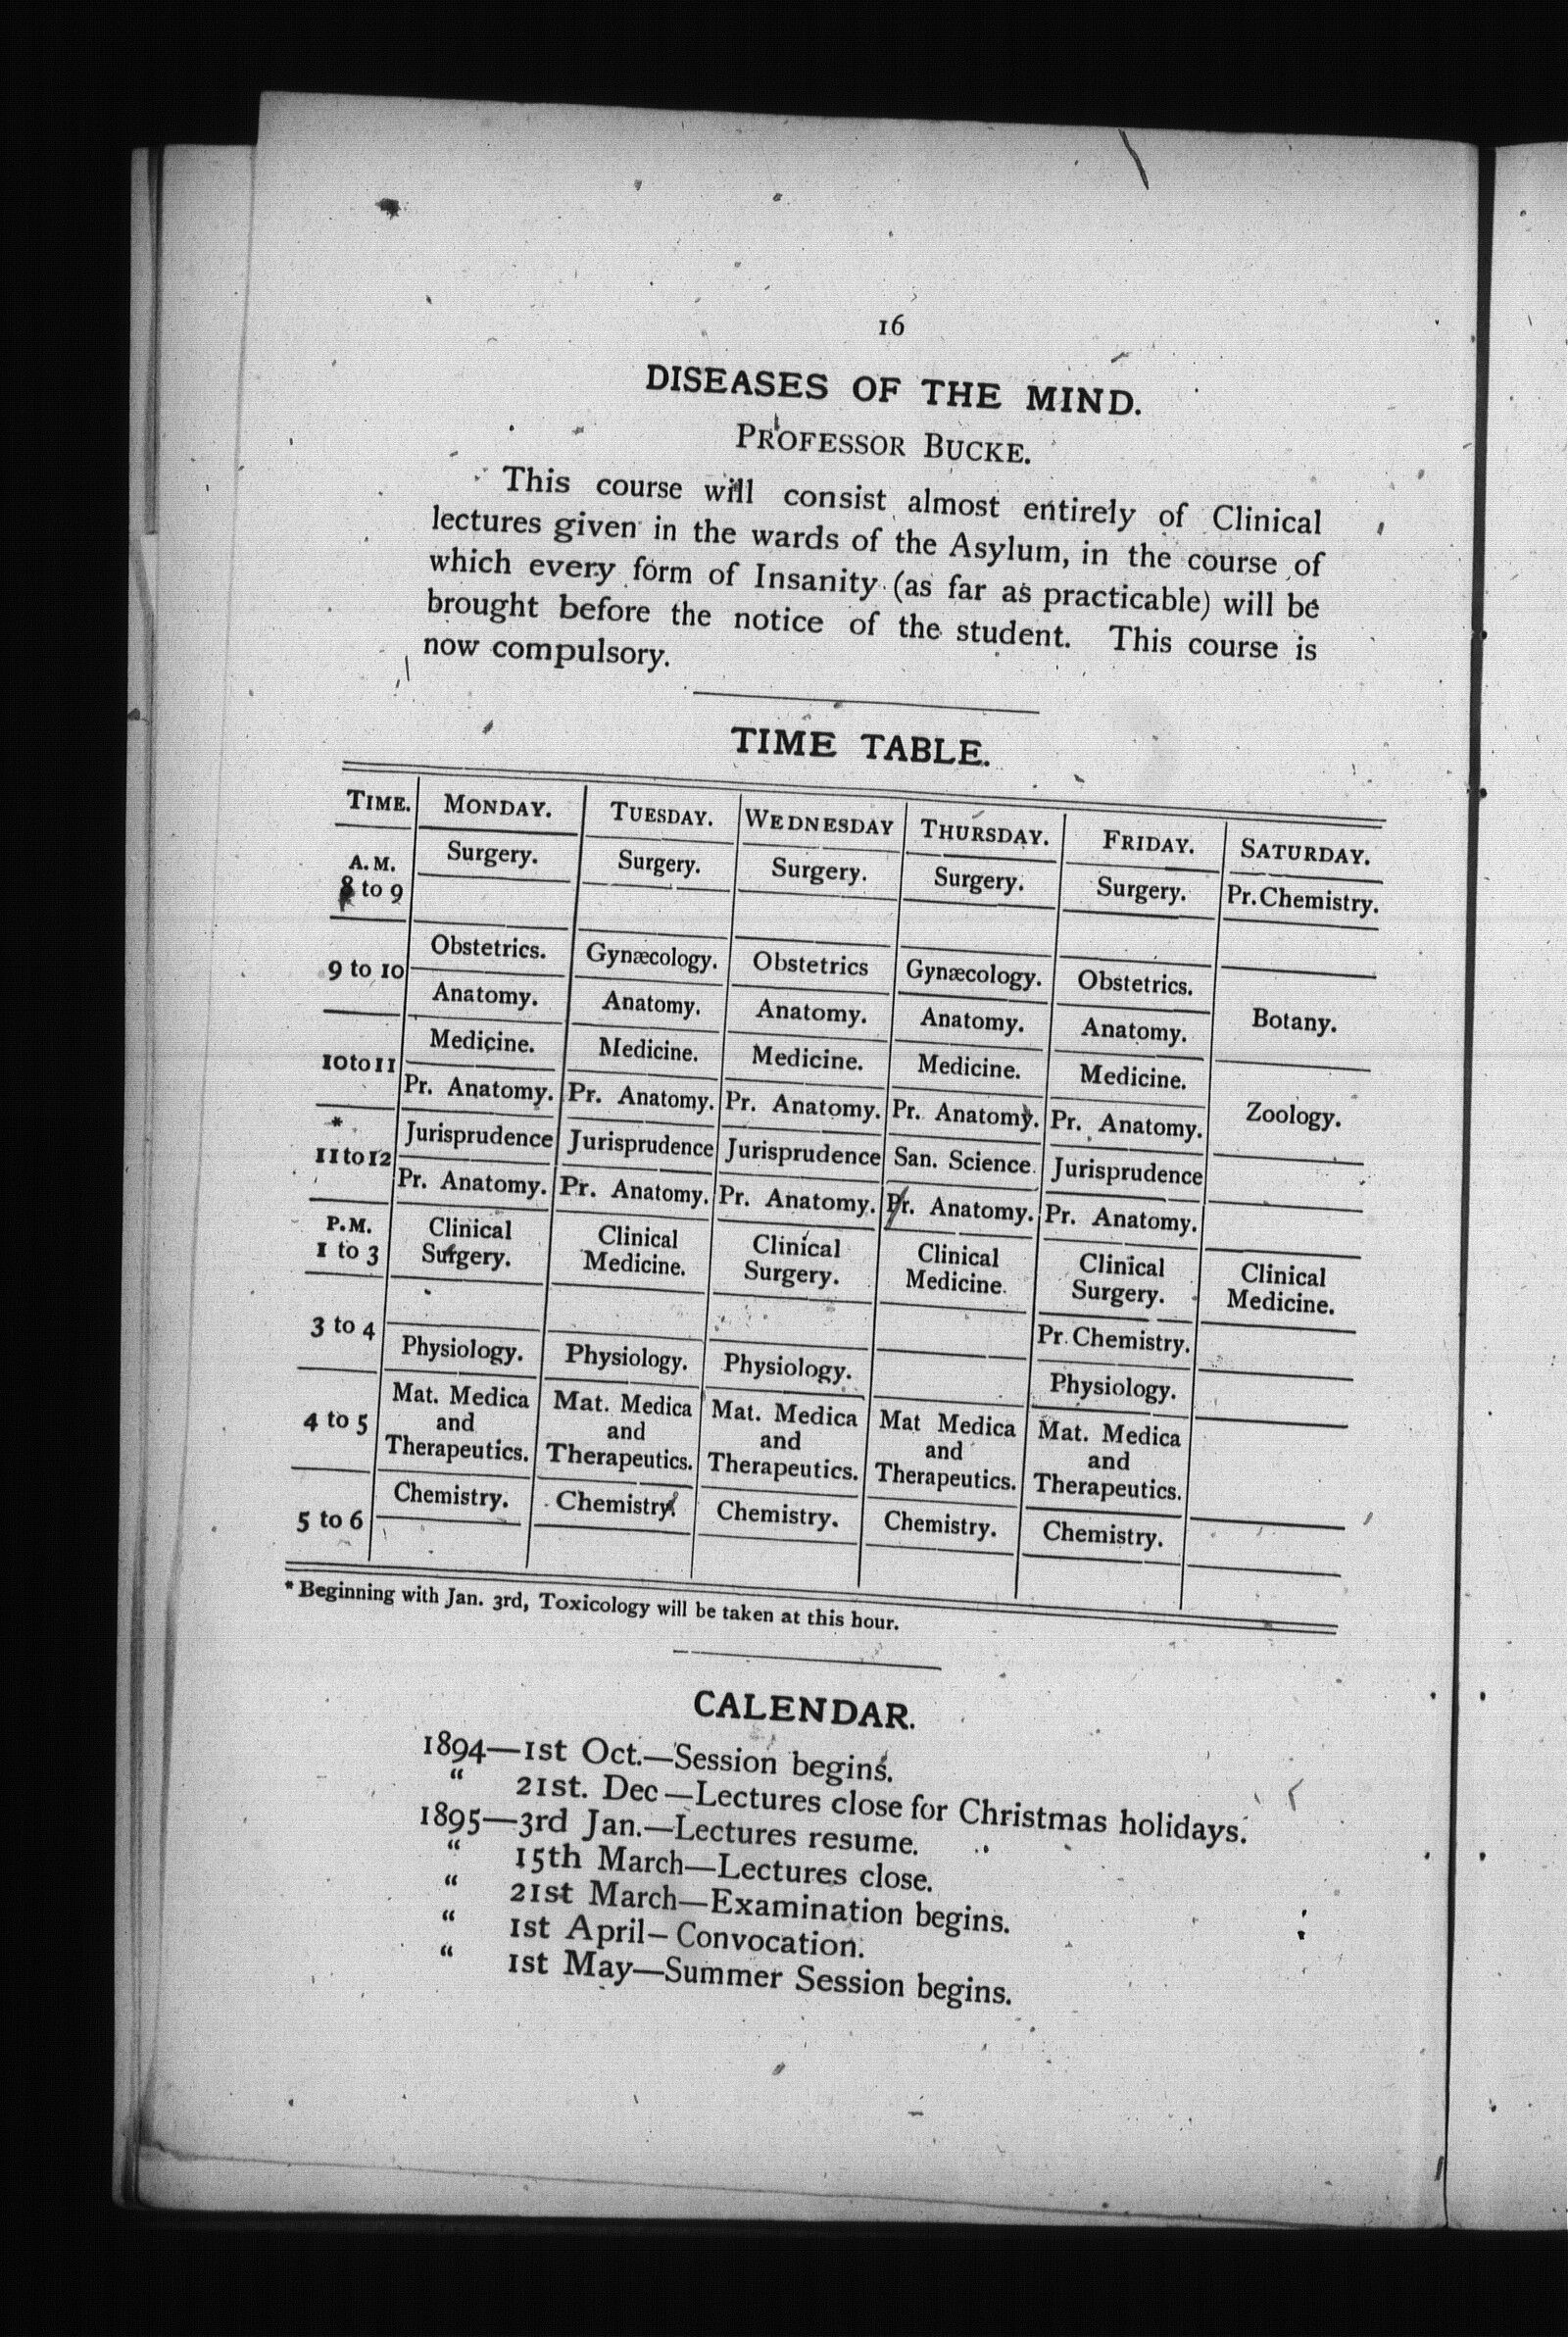 16
DISEASES OF THE MIND.
PROFESSOR BUCKE.
This course will consist almost entirely of Clinical
lectures given in the wards of the Asylum, in the course of
which every form of Insanity (as far as practicable) will be
brought before the notice of the student. This course is
now compulsory.
TIME TABLE.
TIME. MONDAY. TUESDAY. WEDNESDAY THURSDAY. FRIDAY. SATURDAY.
A.M. Surgery. Surgery. Surgery. Surgery. Surgery. Pr. Chemistry.
8 to 9
9 to 10 Obstetrics. Gynæcology. Obstetrics Gynæcology. Obstetrics.
Anatomy. Anatomy. Anatomy. Anatomy. Anatomy. Botany.
10 to 11 Medicine. Medicine. Medicine. Medicine. Medicine.
Pr. Anatomy. Pr. Anatomy. Pr. Anatomy. Pr. Anatomy. Pr. Anatomy. Zoology.
* Jurisprudence Jurisprudence Jurisprudence San. Science. Jurisprudence
11 to 12 Pr. Anatomy. Pr. Anatomy. Pr. Anatomy. Pr. Anatomy. Pr. Anatomy.
P.M. Clinical Clinical Clinical Clinical Clinical Clinical
1 to 3 Surgery. Medicine. Surgery. Medicine. Surgery. Medicine.
3 to 4 Pr. Chemistry.
Physiology. Physiology. Physiology. Physiology.
Mat. Medica Mat. Medica Mat. Medica Mat Medica Mat. Medica
4 to 5 and and and and and
Therapeutics. Therapeutics. Therapeutics. Therapeutics. Therapeutics.
5 to 6 Chemistry. Chemistry. Chemistry. Chemistry. Chemistry.
* Beginning with Jan. 3rd, Toxicology will be taken at this hour.
CALENDAR.
1894—1st Oct.—Session begins.
“ 21st. Dec—Lectures close for Christmas holidays.
1895—3rd Jan.—Lectures resume.
“ 15th March—Lectures close.
“ 21st March—Examination begins.
“ 1st April—Convocation.
“ 1st May—Summer Session begins.